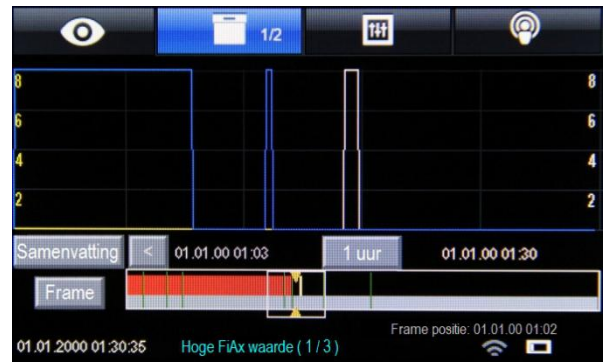 1/2
8 8
6 6
4 4
2 2
Samenvatting < 01.01.00 01:03 1 uur 01.01.00 01:30
Frame
Frame positie: 01.01.00 01:02
01.01.2000 01:30:35 Hoge FiAx waarde ( 1 / 3 )